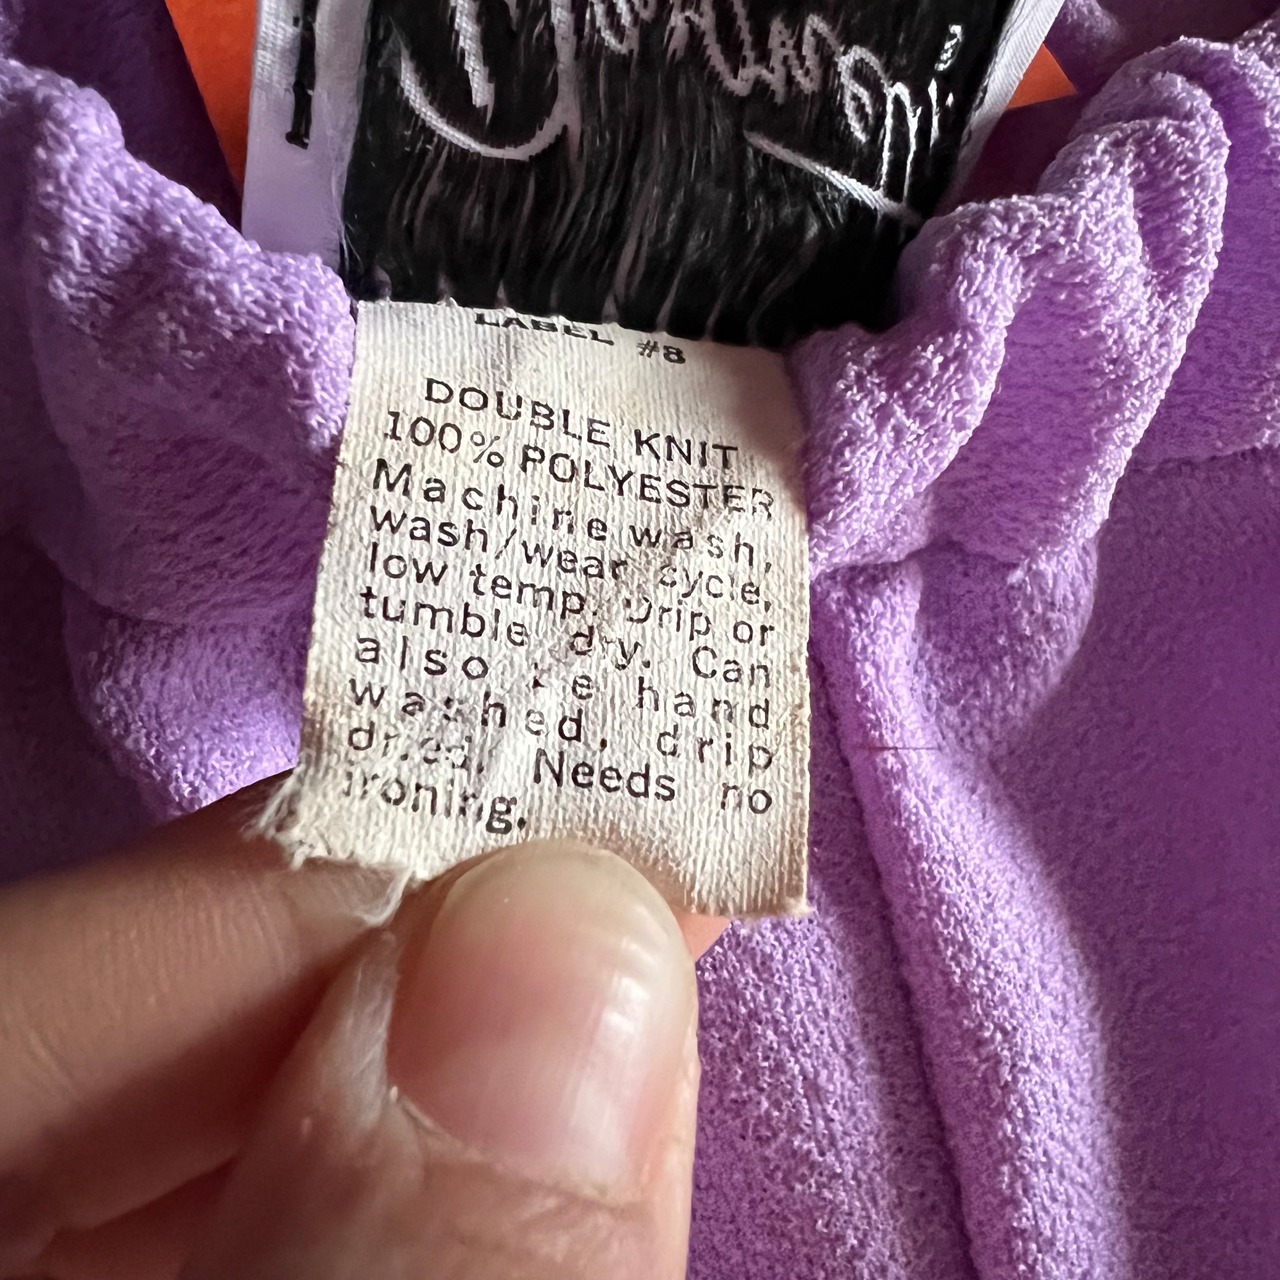 LABEL #8
DOUBLE KNIT
100% POLYESTER
Machine wash,
wash/wear cycle,
low temp. Drip or
tumble dry. Can
also be hand
washed, drip
dried. Needs no
ironing.